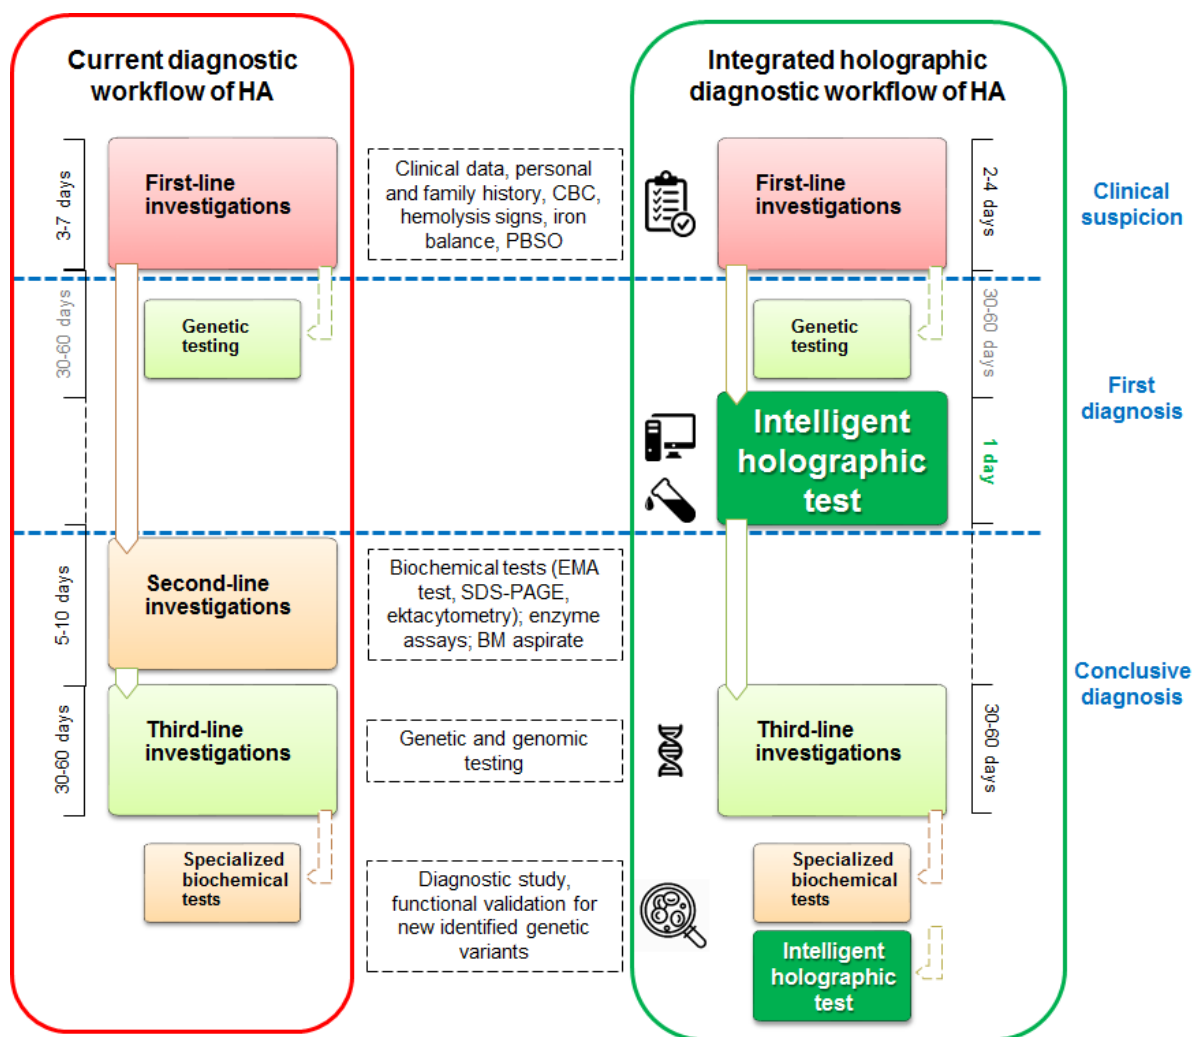 Current diagnostic
workflow of HA
Integrated holographic
diagnostic workflow of HA
3-7 days
First-line
investigations
Clinical data, personal
and family history, CBC,
hemolysis signs, iron
balance, PBSO
First-line
investigations
2-4 days
Clinical
suspicion
30-60 days
Genetic
testing
Genetic
testing
30-60 days
First
diagnosis
Intelligent
holographic
test
1 day
5-10 days
Second-line
investigations
Biochemical tests (EMA
test, SDS-PAGE,
ektacytometry); enzyme
assays; BM aspirate
Conclusive
diagnosis
30-60 days
Third-line
investigations
Genetic and genomic
testing
Third-line
investigations
30-60 days
Specialized
biochemical
tests
Diagnostic study,
functional validation for
new identified genetic
variants
Specialized
biochemical
tests
Intelligent
holographic
test